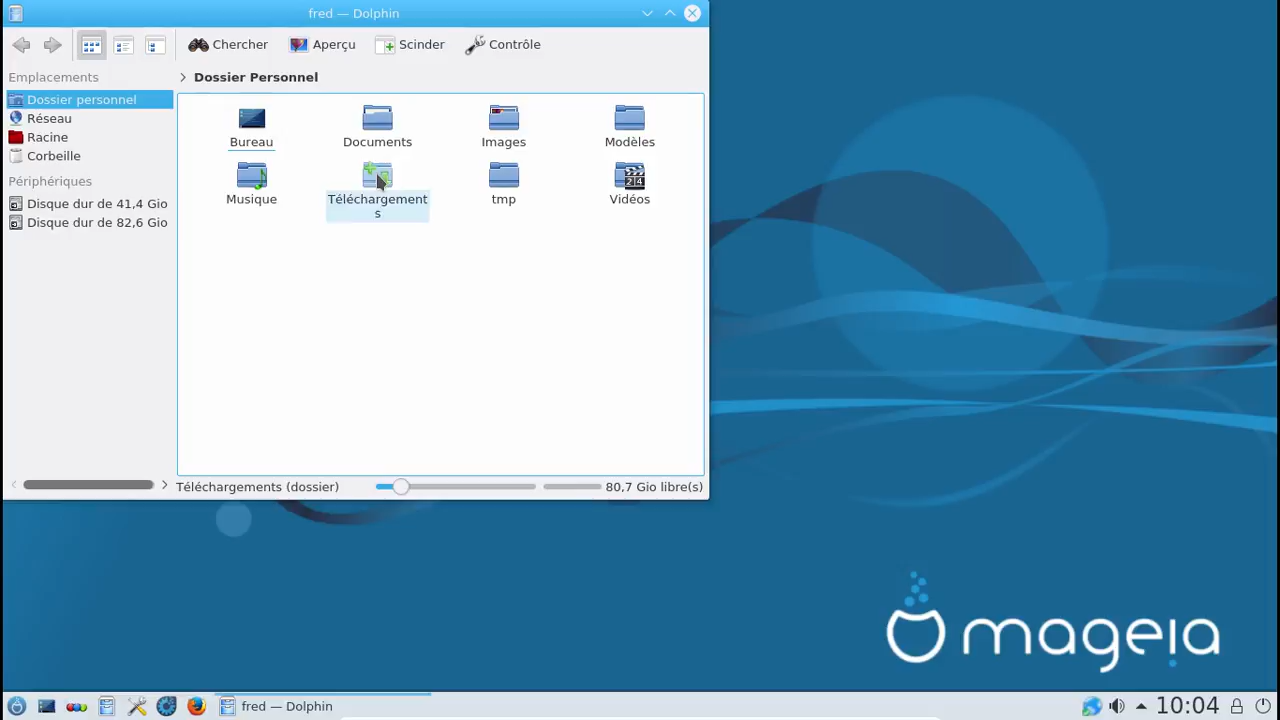 fred — Dolphin
Chercher Aperçu Scinder Contrôle
Emplacements
Dossier personnel
Réseau
Racine
Corbeille
Périphériques
Disque dur de 41,4 Gio
Disque dur de 82,6 Gio
Dossier Personnel
Bureau Documents Images Modèles
Musique Téléchargement
s tmp Vidéos
Téléchargements (dossier) 80,7 Gio libre(s)
mageia
fred — Dolphin 10:04